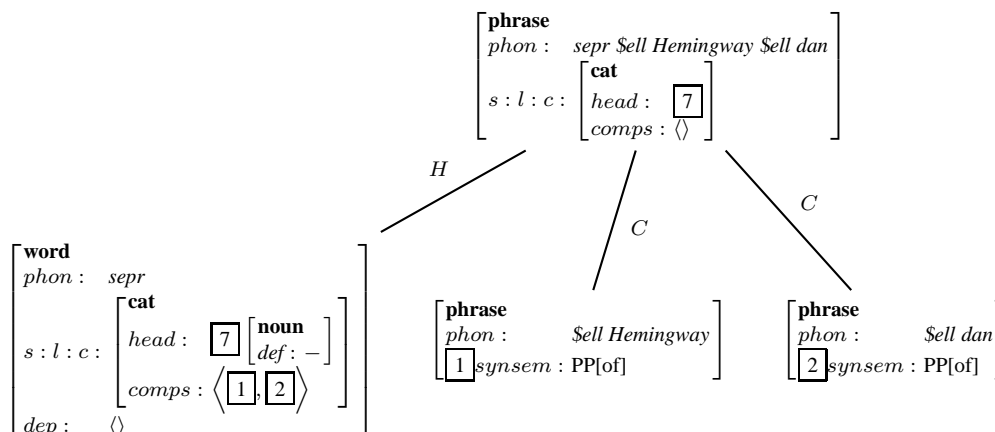 phrase
phon : sepr $ell Hemingway $ell dan
cat
s : l : c : head : 7
comps : ⟨⟩
H
C
C
word
phon : sepr
cat
s : l : c : head : 7 noun
def : −
comps : ⟨ 1 , 2 ⟩
dep : ⟨⟩
phrase
phon : $ell Hemingway
1 synsem : PP[of]
phrase
phon : $ell dan
2 synsem : PP[of]